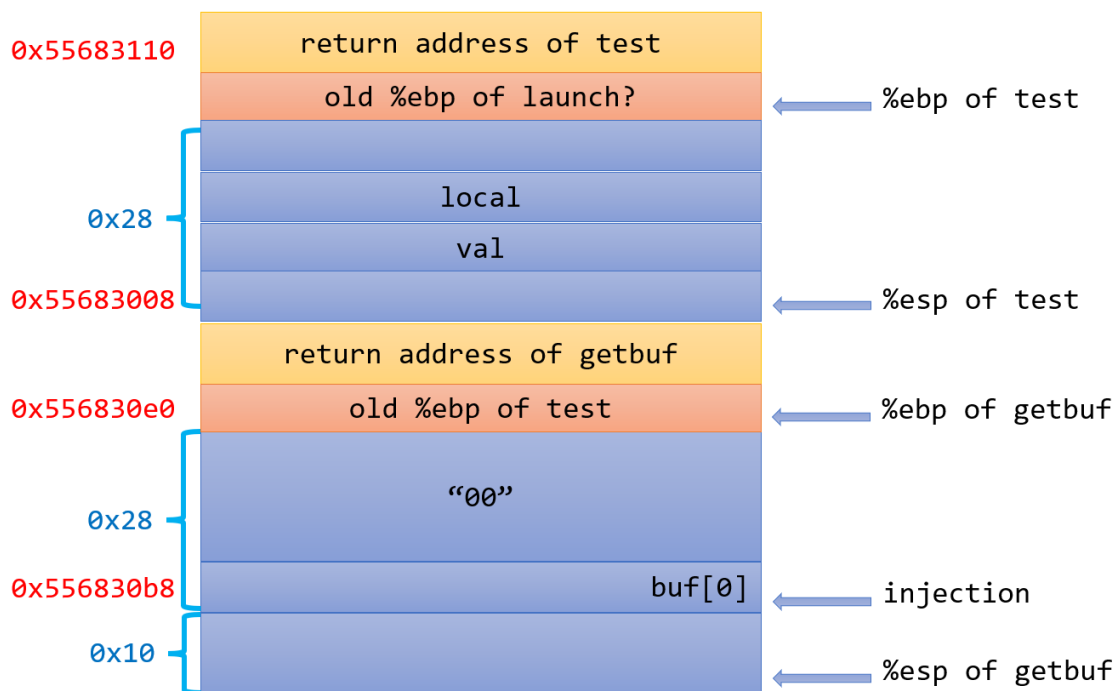 return address of test
0x55683110
old %ebp of launch?
%ebp of test
local
0x28
val
0x55683008
%esp of test
return address of getbuf
0x556830e0
old %ebp of test
%ebp of getbuf
“00”
0x28
0x556830b8
buf[0]
injection
0x10
%esp of getbuf